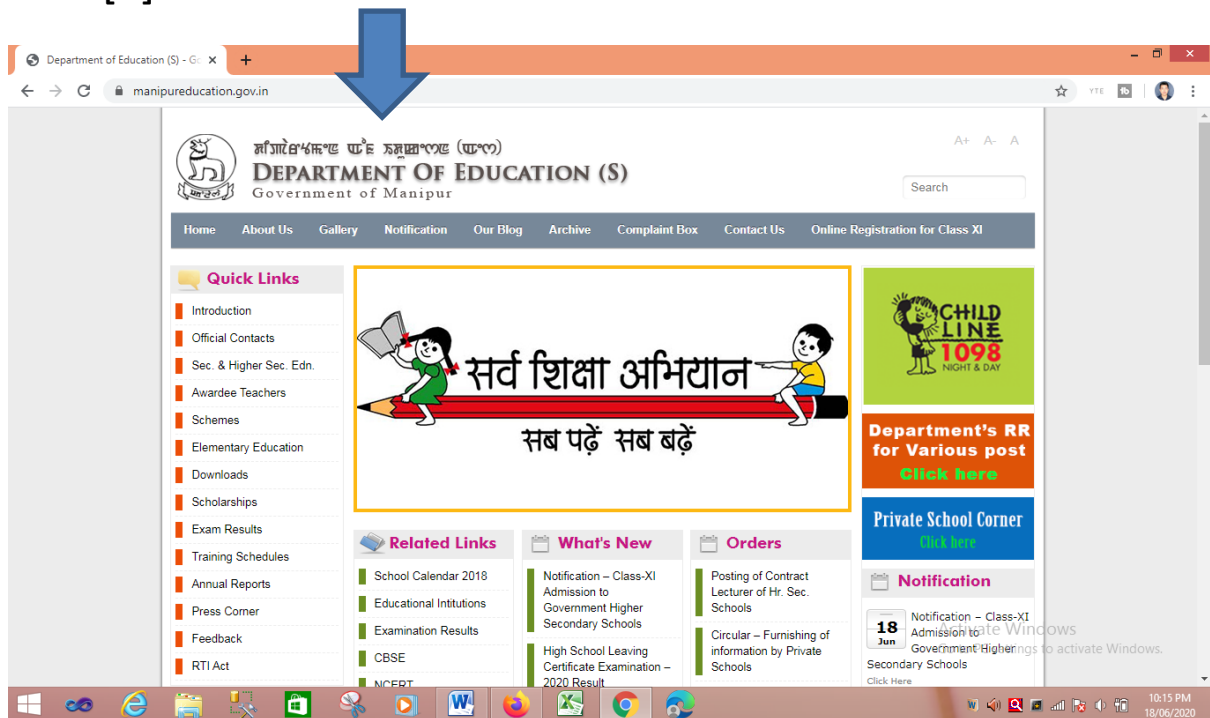 Department of Education (S) - Go
manipureducation.gov.in
YTE
A+ A- A
DEPARTMENT OF EDUCATION (S)
Government of Manipur
Search
Home About Us Gallery Notification Our Blog Archive Complaint Box Contact Us Online Registration for Class XI
Quick Links
Introduction
Official Contacts
Sec. & Higher Sec. Edn.
Awardee Teachers
Schemes
Elementary Education
Downloads
Scholarships
Exam Results
Training Schedules
Annual Reports
Press Corner
Feedback
RTI Act
सर्व शिक्षा अभियान
सब पढ़ें सब बढ़ें
Related Links
School Calendar 2018
Educational Intitutions
Examination Results
CBSE
NCERT
What's New
Notification – Class-XI
Admission to
Government Higher
Secondary Schools
High School Leaving
Certificate Examination –
2020 Result
Orders
Posting of Contract
Lecturer of Hr. Sec.
Schools
Circular – Furnishing of
information by Private
Schools
CHILD
LINE
1098
NIGHT & DAY
Department's RR
for Various post
Click here
Private School Corner
Click here
Notification
18
Jun
Notification – Class-XI
Admission to
Government Higher
Secondary Schools
Click Here
Activate Windows
to activate Windows.
10:15 PM
18/06/2020